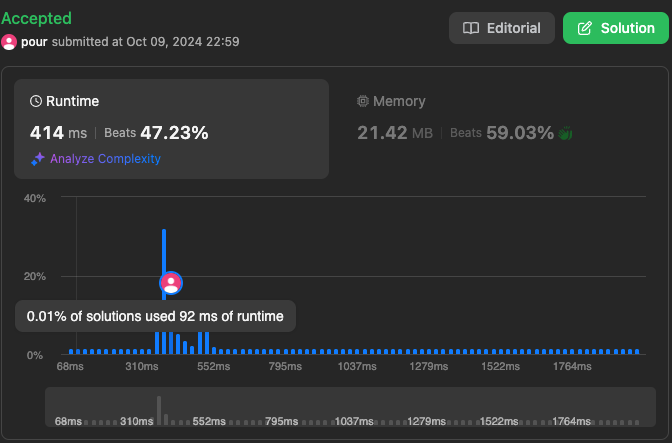 Accepted
pour submitted at Oct 09, 2024 22:59
Editorial
Solution
Runtime
414 ms | Beats 47.23%
Analyze Complexity
Memory
21.42 MB | Beats 59.03%
40%
20%
0%
0.01% of solutions used 92 ms of runtime
68ms 310ms 552ms 795ms 1037ms 1279ms 1522ms 1764ms
68ms 310ms 552ms 795ms 1037ms 1279ms 1522ms 1764ms